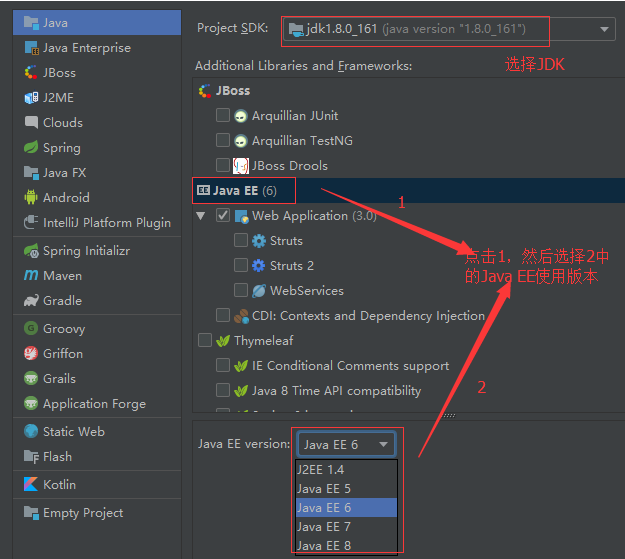 Java
Java Enterprise
JBoss
J2ME
Clouds
Spring
Java FX
Android
IntelliJ Platform Plugin
Spring Initializr
Maven
Gradle
Groovy
Griffon
Grails
Application Forge
Static Web
Flash
Kotlin
Empty Project
Project SDK: jdk1.8.0_161 (java version "1.8.0_161")
选择JDK
Additional Libraries and Frameworks:
JBoss
Arquillian JUnit
Arquillian TestNG
JBoss Drools
Java EE (6)
1
Web Application (3.0)
Struts
Struts 2
WebServices
CDI: Contexts and Dependency Injection
点击1，然后选择2中
的Java EE使用版本
Thymeleaf
IE Conditional Comments support
Java 8 Time API compatibility
2
Java EE version: Java EE 6
J2EE 1.4
Java EE 5
Java EE 6
Java EE 7
Java EE 8